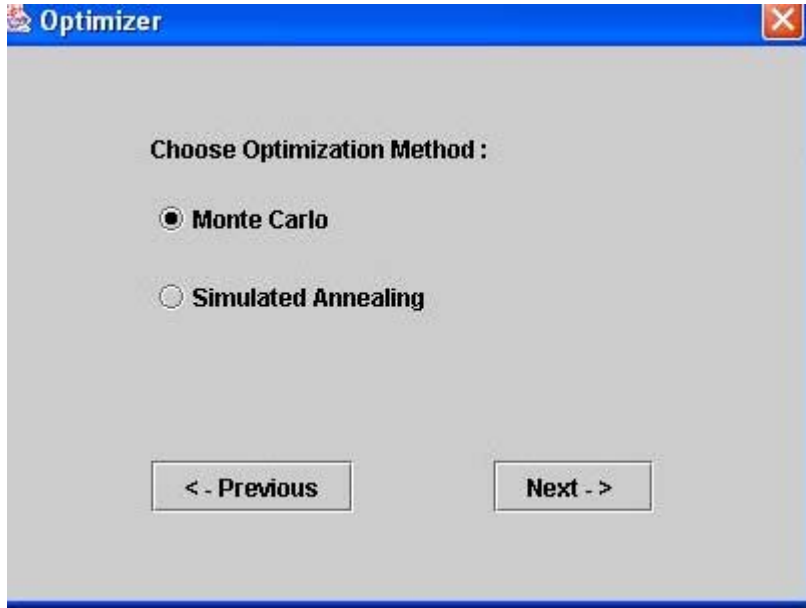 Optimizer
Choose Optimization Method :
Monte Carlo
Simulated Annealing
< - Previous
Next - >